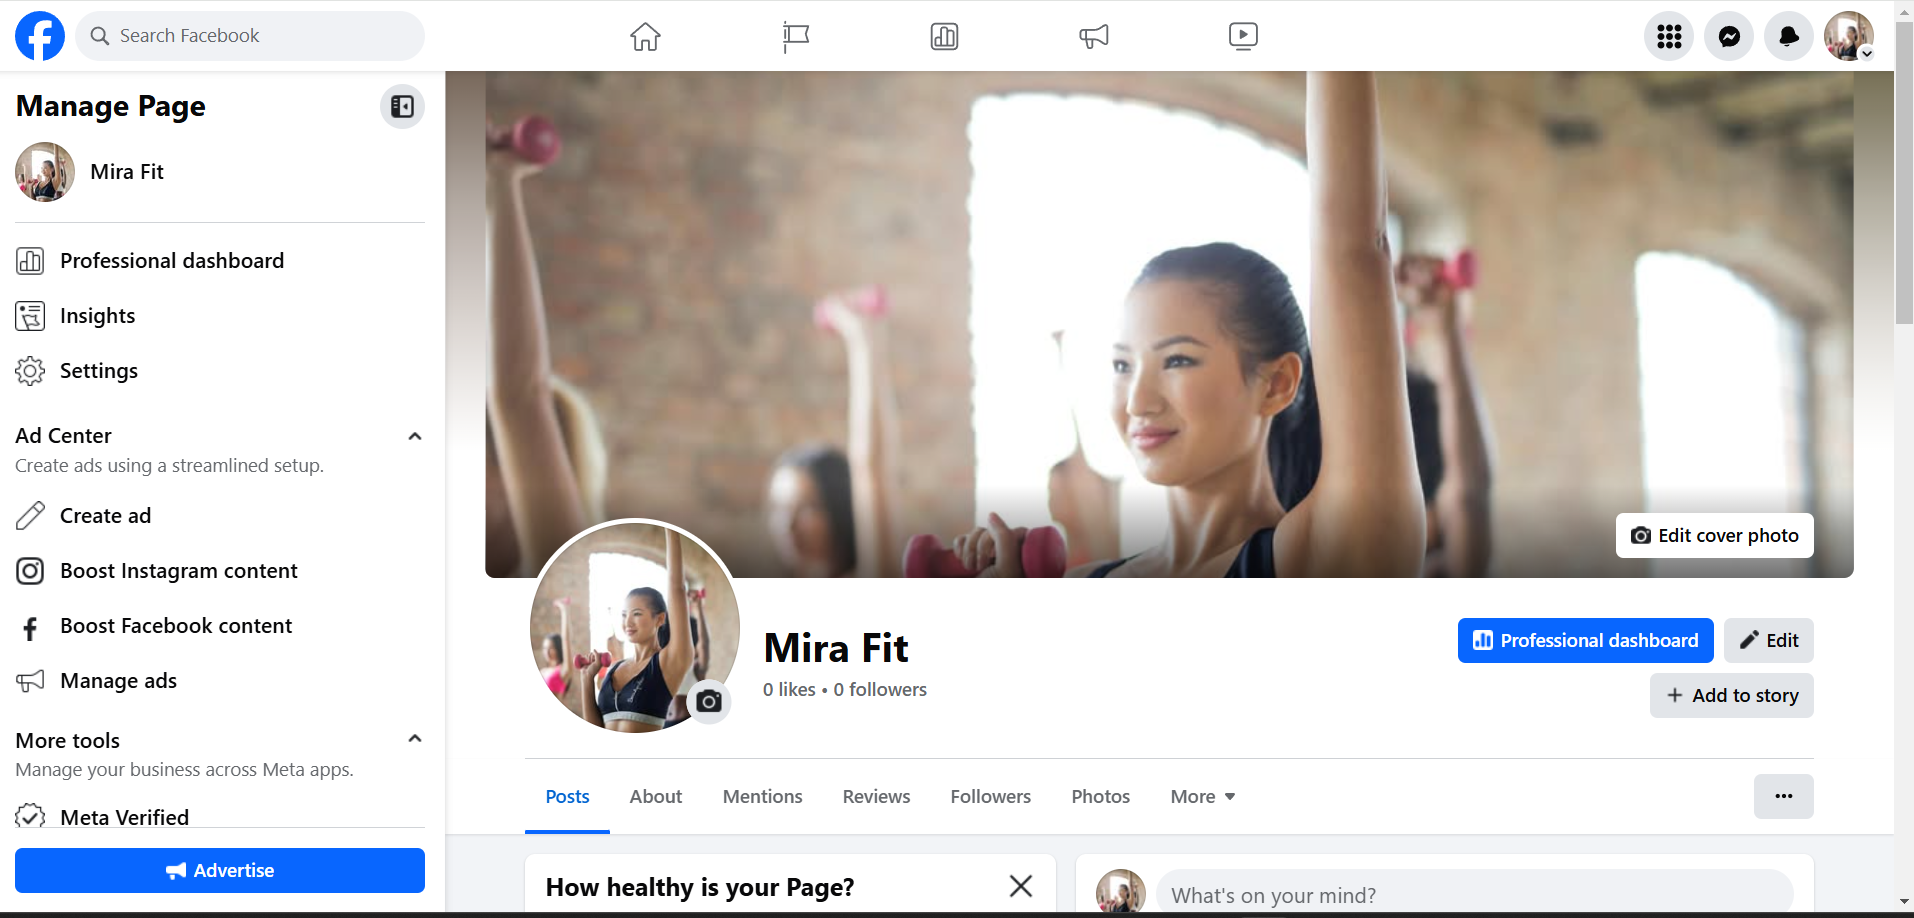 Search Facebook
Manage Page
Mira Fit
Professional dashboard
Insights
Settings
Ad Center
Create ads using a streamlined setup.
Create ad
Boost Instagram content
Boost Facebook content
Manage ads
More tools
Manage your business across Meta apps.
Meta Verified
Advertise
Edit cover photo
Mira Fit
0 likes • 0 followers
Professional dashboard
Edit
+ Add to story
Posts About Mentions Reviews Followers Photos More
How healthy is your Page?
What's on your mind?